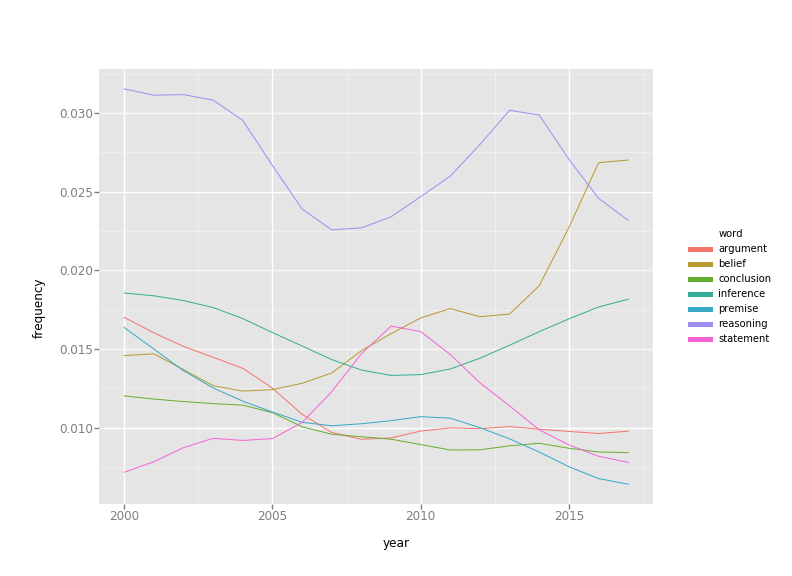 0.030
0.025
0.020
0.015
0.010
frequency
2000 2005 2010 2015
year
word
argument
belief
conclusion
inference
premise
reasoning
statement